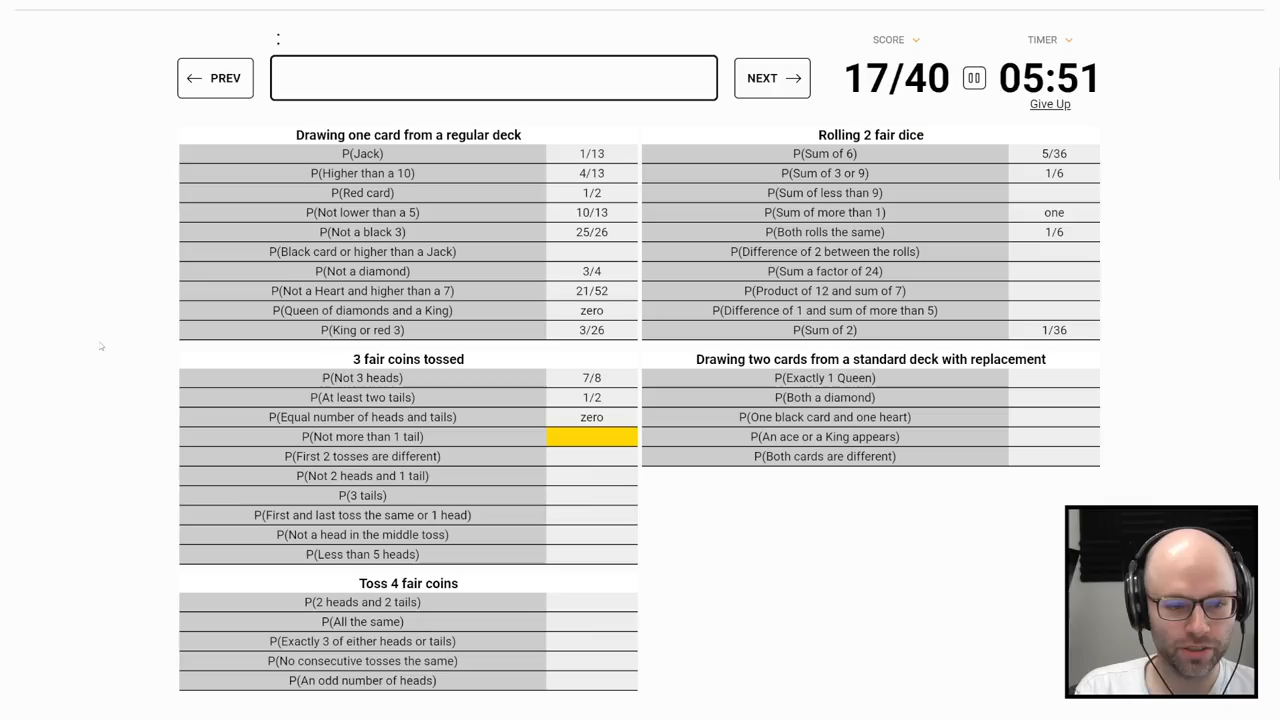 :
PREV
NEXT
SCORE
17/40
TIMER
05:51
Give Up
Drawing one card from a regular deck
P(Jack) 1/13
P(Higher than a 10) 4/13
P(Red card) 1/2
P(Not lower than a 5) 10/13
P(Not a black 3) 25/26
P(Black card or higher than a Jack)
P(Not a diamond) 3/4
P(Not a Heart and higher than a 7) 21/52
P(Queen of diamonds and a King) zero
P(King or red 3) 3/26
3 fair coins tossed
P(Not 3 heads) 7/8
P(At least two tails) 1/2
P(Equal number of heads and tails) zero
P(Not more than 1 tail)
P(First 2 tosses are different)
P(Not 2 heads and 1 tail)
P(3 tails)
P(First and last toss the same or 1 head)
P(Not a head in the middle toss)
P(Less than 5 heads)
Toss 4 fair coins
P(2 heads and 2 tails)
P(All the same)
P(Exactly 3 of either heads or tails)
P(No consecutive tosses the same)
P(An odd number of heads)
Rolling 2 fair dice
P(Sum of 6) 5/36
P(Sum of 3 or 9) 1/6
P(Sum of less than 9)
P(Sum of more than 1) one
P(Both rolls the same) 1/6
P(Difference of 2 between the rolls)
P(Sum a factor of 24)
P(Product of 12 and sum of 7)
P(Difference of 1 and sum of more than 5)
P(Sum of 2) 1/36
Drawing two cards from a standard deck with replacement
P(Exactly 1 Queen)
P(Both a diamond)
P(One black card and one heart)
P(An ace or a King appears)
P(Both cards are different)